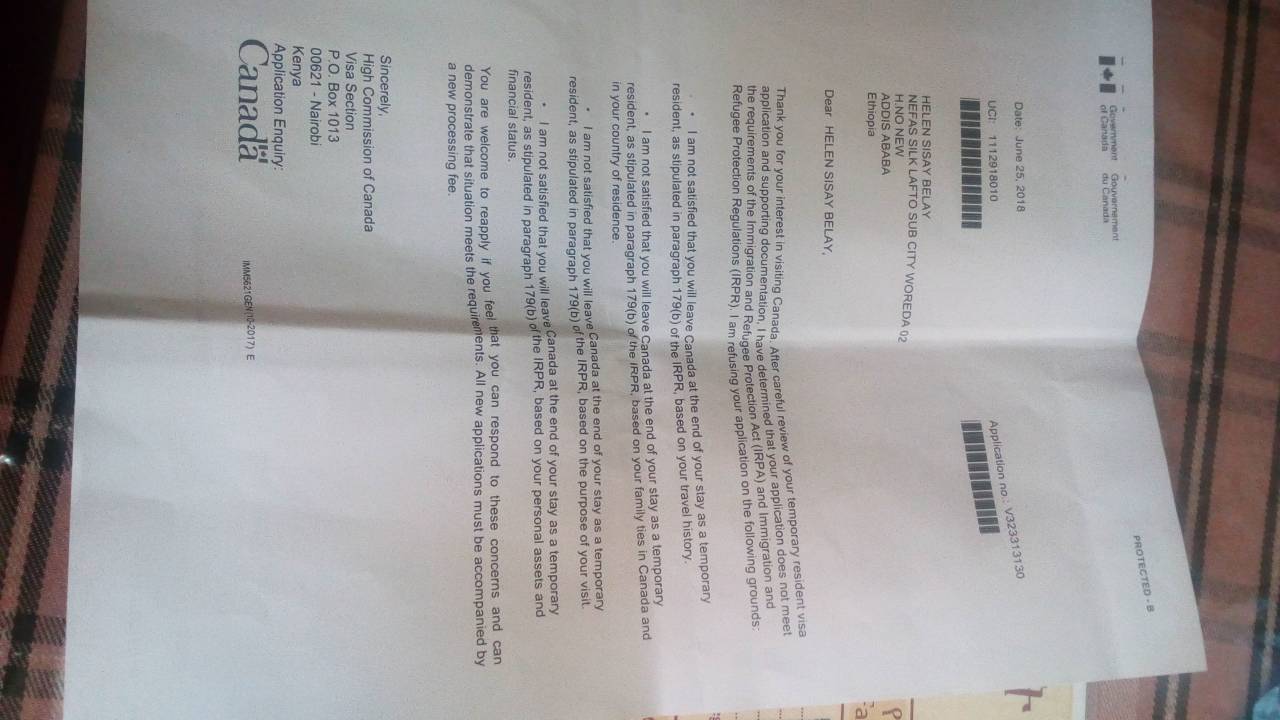 PROTECTED - B
Government of Canada
Gouvernement du Canada
Date: June 25, 2018
UCI: 1112918010
Application no.: V323313130
HELEN SISAY BELAY
NEFAS SILK LAFTO SUB CITY WOREDA 02
H.NO NEW
ADDIS ABABA
Ethiopia
Dear HELEN SISAY BELAY,
Thank you for your interest in visiting Canada. After careful review of your temporary resident visa
application and supporting documentation, I have determined that your application does not meet
the requirements of the Immigration and Refugee Protection Act (IRPA) and Immigration and
Refugee Protection Regulations (IRPR). I am refusing your application on the following grounds:
• I am not satisfied that you will leave Canada at the end of your stay as a temporary
resident, as stipulated in paragraph 179(b) of the IRPR, based on your travel history.
• I am not satisfied that you will leave Canada at the end of your stay as a temporary
resident, as stipulated in paragraph 179(b) of the IRPR, based on your family ties in Canada and
in your country of residence.
• I am not satisfied that you will leave Canada at the end of your stay as a temporary
resident, as stipulated in paragraph 179(b) of the IRPR, based on the purpose of your visit.
• I am not satisfied that you will leave Canada at the end of your stay as a temporary
resident, as stipulated in paragraph 179(b) of the IRPR, based on your personal assets and
financial status.
You are welcome to reapply if you feel that you can respond to these concerns and can
demonstrate that situation meets the requirements. All new applications must be accompanied by
a new processing fee.
Sincerely,
High Commission of Canada
Visa Section
P.O. Box 1013
00621 - Nairobi
Kenya
Application Enquiry:
Canada
IMM5621GEN(10-2017) E